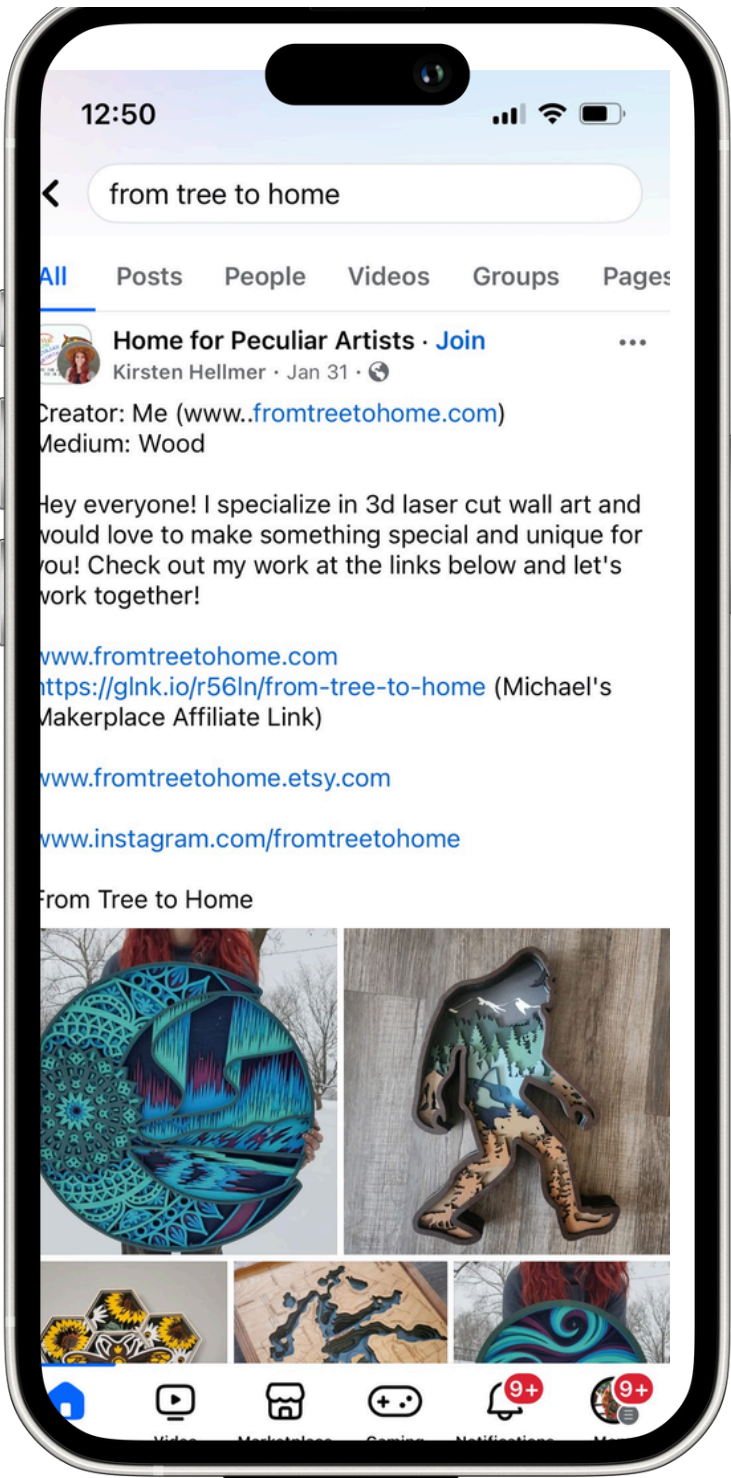 12:50
from tree to home
All Posts People Videos Groups Pages
Home for Peculiar Artists · Join
Kirsten Hellmer · Jan 31 ·
Creator: Me (www..fromtreetohome.com)
Medium: Wood
Hey everyone! I specialize in 3d laser cut wall art and
would love to make something special and unique for
you! Check out my work at the links below and let's
work together!
www.fromtreetohome.com
https://glnk.io/r56ln/from-tree-to-home (Michael's
Makerplace Affiliate Link)
www.fromtreetohome.etsy.com
www.instagram.com/fromtreetohome
From Tree to Home
9+ 9+
Video Marketplace Gaming Notifications